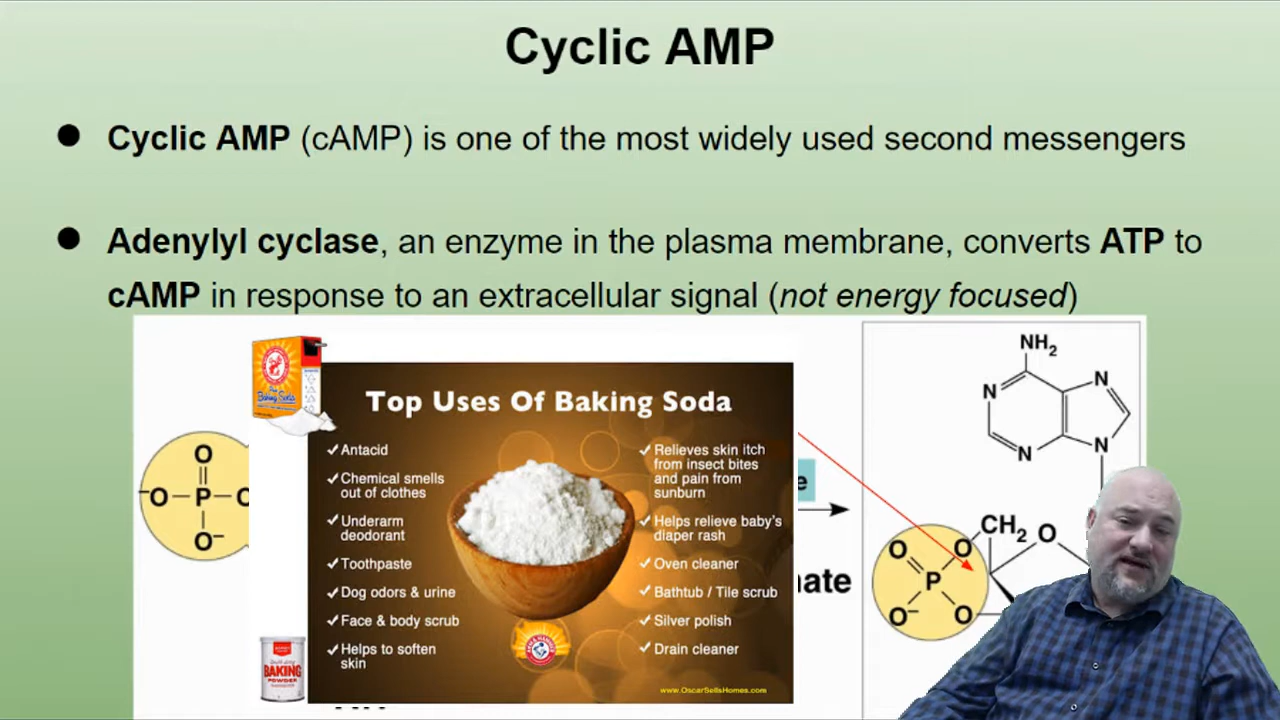 Cyclic AMP
● Cyclic AMP (cAMP) is one of the most widely used second messengers
● Adenylyl cyclase, an enzyme in the plasma membrane, converts ATP to
cAMP in response to an extracellular signal (not energy focused)
Top Uses Of Baking Soda
✓Antacid
✓Chemical smells
out of clothes
✓Underarm
deodorant
✓Toothpaste
✓Dog odors & urine
✓Face & body scrub
✓Helps to soften
skin
✓Relieves skin itch
from insect bites
and pain from
sunburn
✓Helps relieve baby's
diaper rash
✓Oven cleaner
✓Bathtub / Tile scrub
✓Silver polish
✓Drain cleaner
www.OscarSellsHomes.com
Baking Soda
BAKING
POWDER
O
⁻O–P–O
O⁻
e
ate
NH₂
N
N
N
N
CH₂
O
O
O
P
O⁻
O